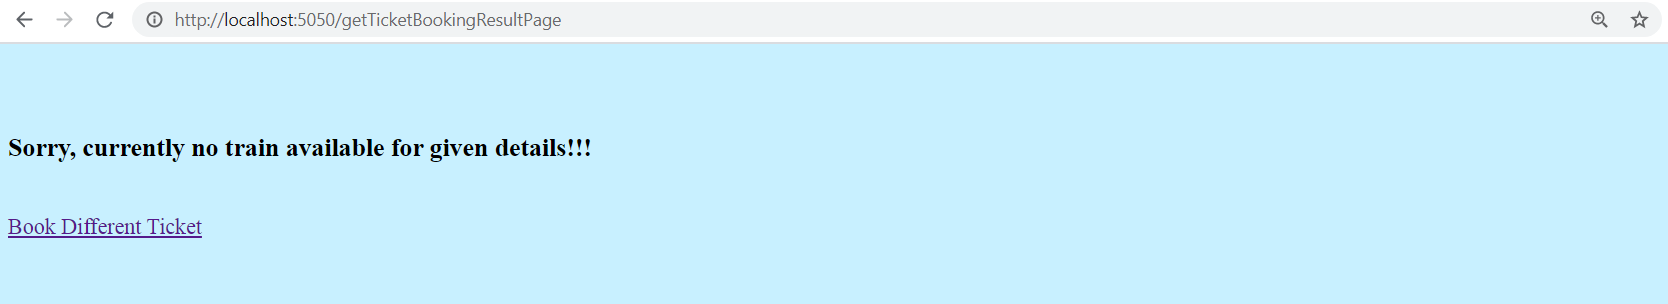 http://localhost:5050/getTicketBookingResultPage
Sorry, currently no train available for given details!!!
Book Different Ticket